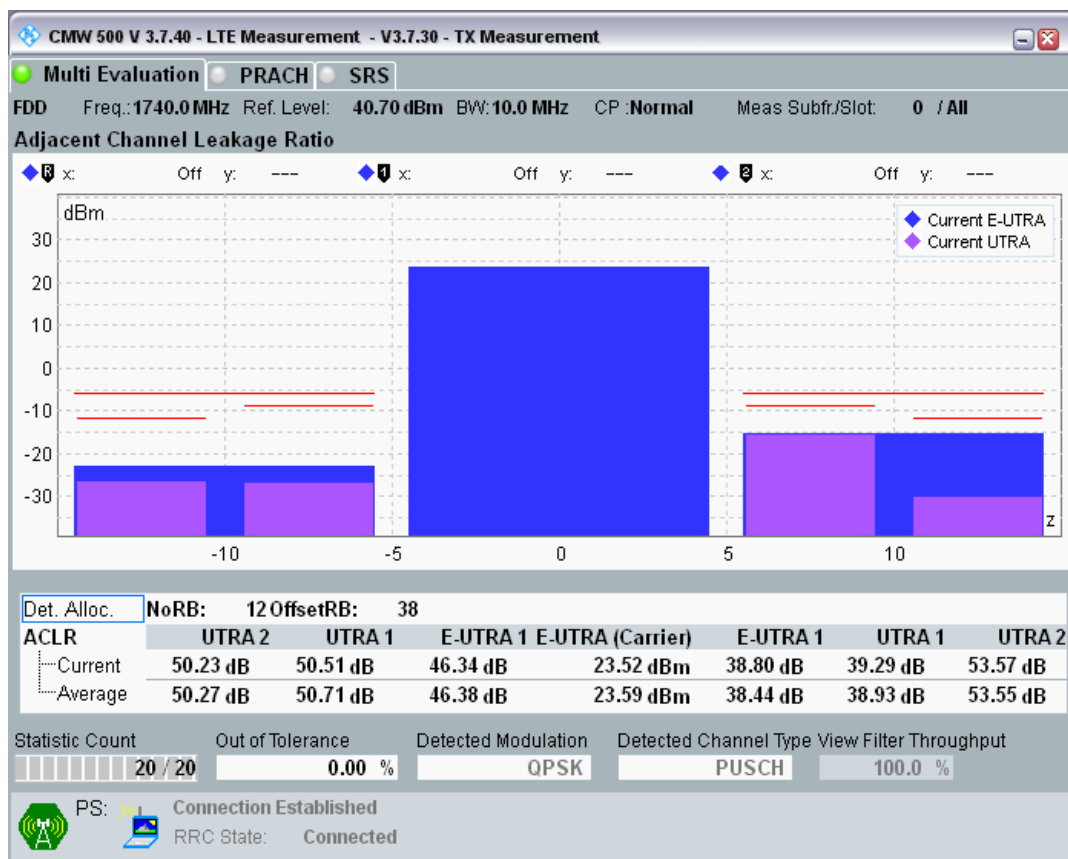 CMW 500 V 3.7.40 - LTE Measurement - V3.7.30 - TX Measurement
Multi Evaluation PRACH SRS
FDD Freq.: 1740.0 MHz Ref. Level: 40.70 dBm BW: 10.0 MHz CP :Normal Meas Subfr./Slot: 0 / All
Adjacent Channel Leakage Ratio
R x: Off y: --- 1 x: Off y: --- 2 x: Off y: ---
dBm
Current E-UTRA
Current UTRA
30
20
10
0
-10
-20
-30
z
-10 -5 0 5 10
Det. Alloc. NoRB: 12 OffsetRB: 38
ACLR UTRA 2 UTRA 1 E-UTRA 1 E-UTRA (Carrier) E-UTRA 1 UTRA 1 UTRA 2
Current 50.23 dB 50.51 dB 46.34 dB 23.52 dBm 38.80 dB 39.29 dB 53.57 dB
Average 50.27 dB 50.71 dB 46.38 dB 23.59 dBm 38.44 dB 38.93 dB 53.55 dB
Statistic Count Out of Tolerance Detected Modulation Detected Channel Type View Filter Throughput
20 / 20 0.00 % QPSK PUSCH 100.0 %
PS: Connection Established
RRC State: Connected